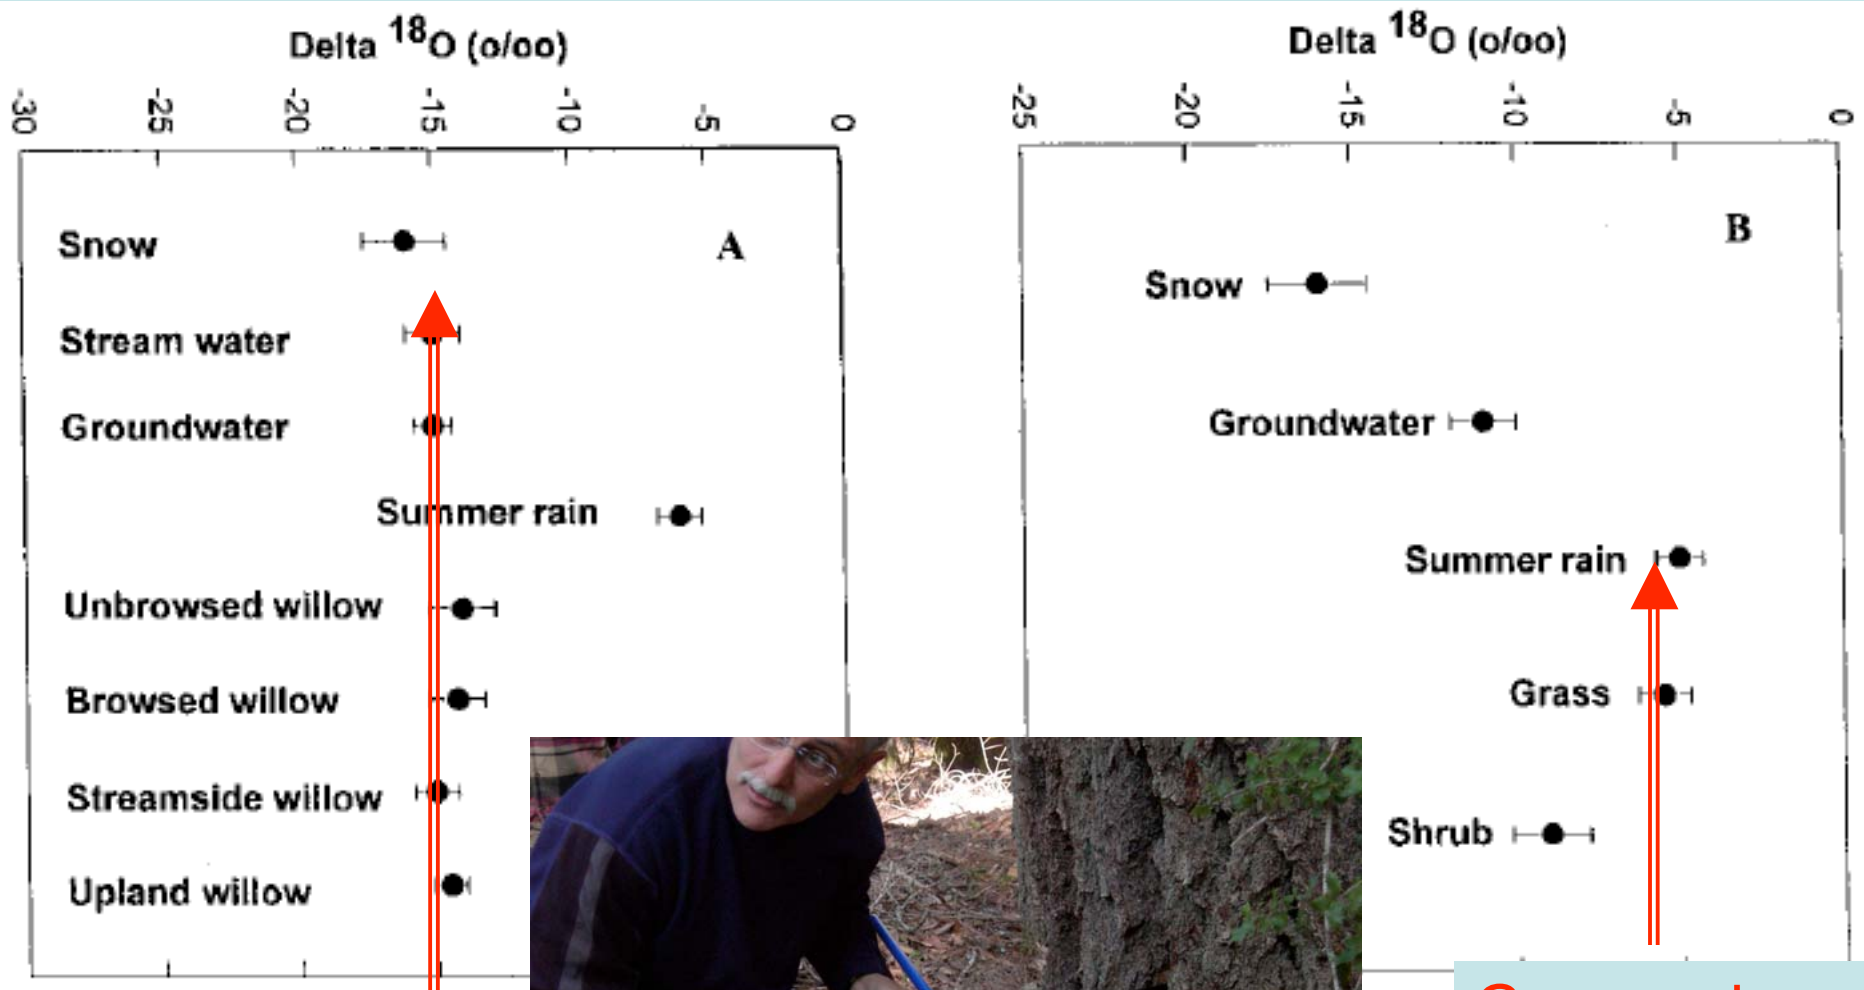 Delta 18O (o/oo)
-30 -25 -20 -15 -10 -5 0
A
Snow
Stream water
Groundwater
Summer rain
Unbrowsed willow
Browsed willow
Streamside willow
Upland willow
Delta 18O (o/oo)
-25 -20 -15 -10 -5 0
B
Snow
Groundwater
Summer rain
Grass
Shrub